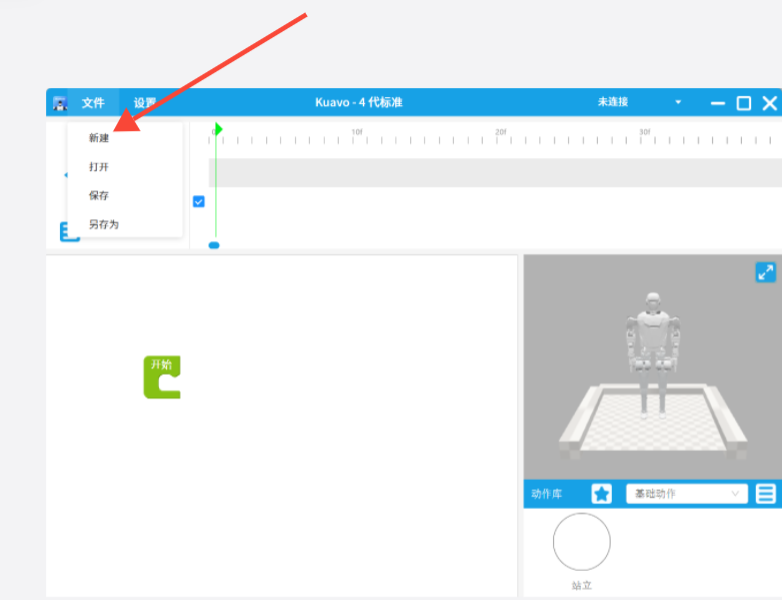 文件 设置 Kuavo - 4 代标准 未连接
新建
打开
保存
另存为
0f 10f 20f 30f
开始
动作库 基础动作
站立